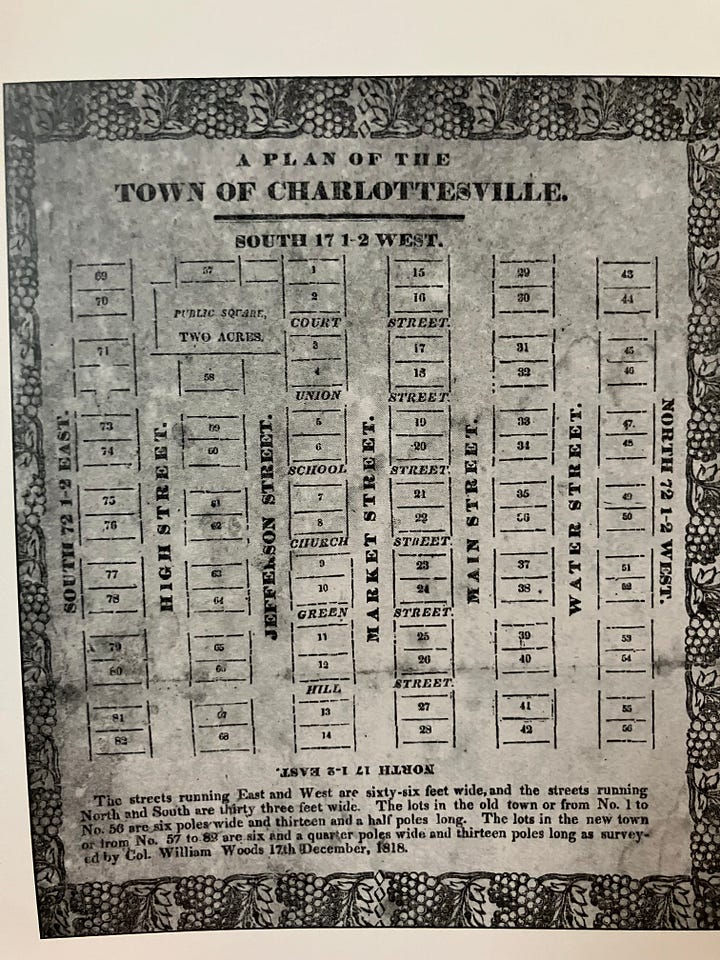 A PLAN OF THE
TOWN OF CHARLOTTESVILLE.
SOUTH 17 1-2 WEST.
69 57 1 15 29 43
70 2 16 30 44
PUBLIC SQUARE,
TWO ACRES.
COURT STREET.
71 3 17 31 45
58 4 18 32 46
UNION STREET.
73 59 5 19 33 47.
74 60 6 20 34 48
SCHOOL STREET.
75 61 7 21 35 49
76 62 8 22 36 50
CHURCH STREET.
77 63 9 23 37 51
78 64 10 24 38 52
GREEN STREET.
79 65 11 25 39 53
80 66 12 26 40 54
HILL STREET.
81 67 13 27 41 55
82 68 14 28 42 56
SOUTH 72 1-2 EAST.
HIGH STREET.
JEFFERSON STREET.
MARKET STREET.
MAIN STREET.
WATER STREET.
NORTH 72 1-2 WEST.
NORTH 17 1-2 EAST.
The streets running East and West are sixty-six feet wide, and the streets running
North and South are thirty three feet wide. The lots in the old town or from No. 1 to
No. 56 are six poles wide and thirteen and a half poles long. The lots in the new town
or from No. 57 to 82 are six and a quarter poles wide and thirteen poles long as survey-
ed by Col. William Woods 17th December, 1818.